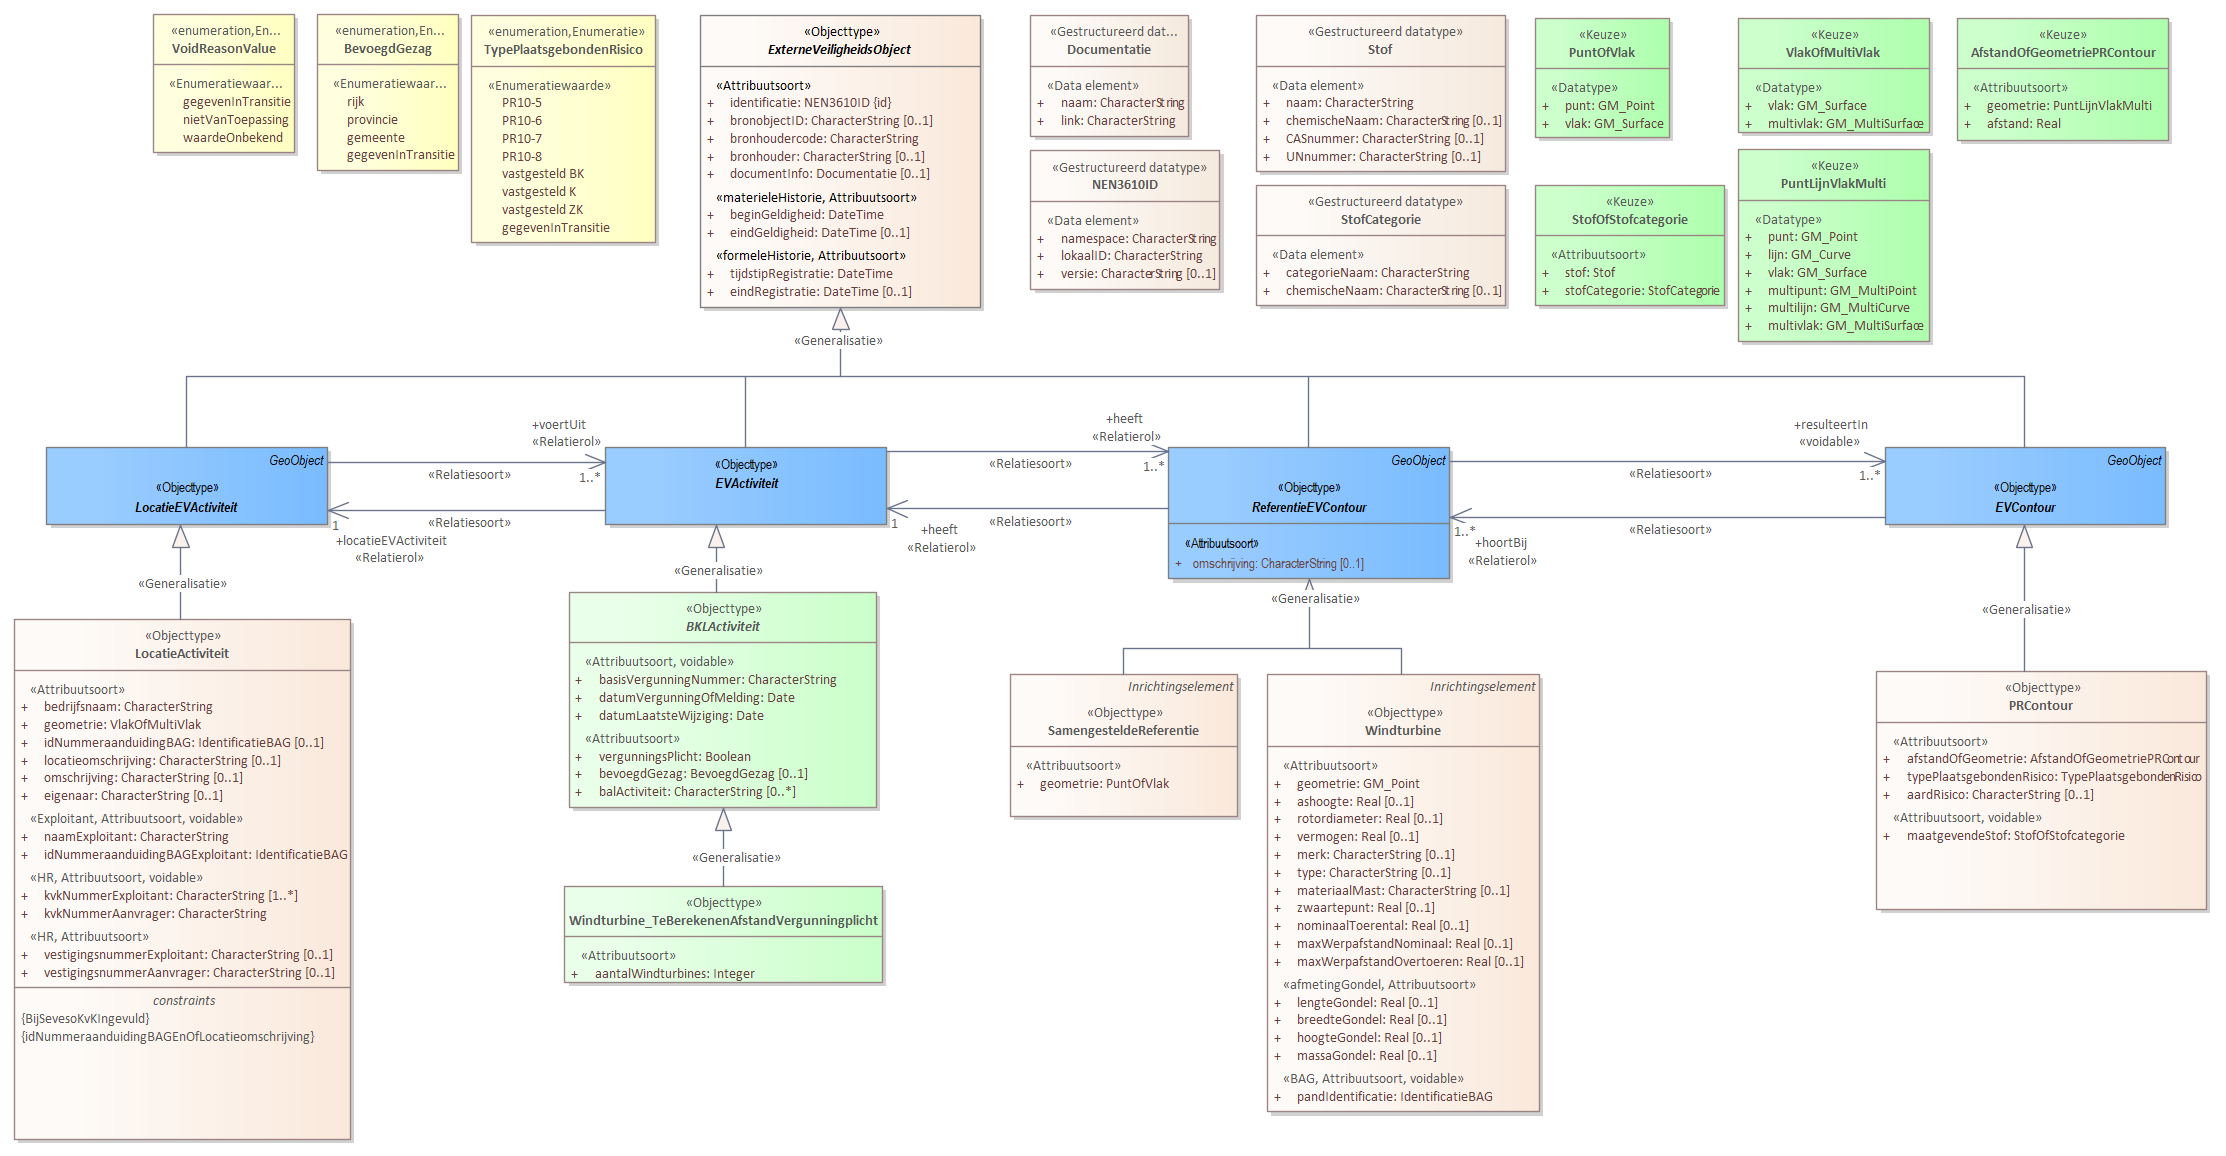 «enumeration,En...
VoidReasonValue
«Enumeratiewaar...
gegevenInTransitie
nietVanToepassing
waardeOnbekend
«enumeration,En...
BevoegdGezag
«Enumeratiewaar...
rijk
provincie
gemeente
gegevenInTransitie
«enumeration,Enumeratie»
TypePlaatsgebondenRisico
«Enumeratiewaarde»
PR10-5
PR10-6
PR10-7
PR10-8
vastgesteld BK
vastgesteld K
vastgesteld ZK
gegevenInTransitie
«Objecttype»
ExterneVeiligheidsObject
«Attribuutsoort»
+ identificatie: NEN3610ID {id}
+ bronobjectID: CharacterString [0..1]
+ bronhoudercode: CharacterString
+ bronhouder: CharacterString [0..1]
+ documentInfo: Documentatie [0..1]
«materieleHistorie, Attribuutsoort»
+ beginGeldigheid: DateTime
+ eindGeldigheid: DateTime [0..1]
«formeleHistorie, Attribuutsoort»
+ tijdstipRegistratie: DateTime
+ eindRegistratie: DateTime [0..1]
«Gestructureerd dat...
Documentatie
«Data element»
+ naam: CharacterString
+ link: CharacterString
«Gestructureerd datatype»
NEN3610ID
«Data element»
+ namespace: CharacterString
+ lokaalID: CharacterString
+ versie: CharacterString [0..1]
«Gestructureerd datatype»
Stof
«Data element»
+ naam: CharacterString
+ chemischeNaam: CharacterString [0..1]
+ CASnummer: CharacterString [0..1]
+ UNnummer: CharacterString [0..1]
«Gestructureerd datatype»
StofCategorie
«Data element»
+ categorieNaam: CharacterString
+ chemischeNaam: CharacterString [0..1]
«Keuze»
PuntOfVlak
«Datatype»
+ punt: GM_Point
+ vlak: GM_Surface
«Keuze»
StofOfStofcategorie
«Attribuutsoort»
+ stof: Stof
+ stofCategorie: StofCategorie
«Keuze»
VlakOfMultiVlak
«Datatype»
+ vlak: GM_Surface
+ multivlak: GM_MultiSurface
«Keuze»
PuntLijnVlakMulti
«Datatype»
+ punt: GM_Point
+ lijn: GM_Curve
+ vlak: GM_Surface
+ multipunt: GM_MultiPoint
+ multilijn: GM_MultiCurve
+ multivlak: GM_MultiSurface
«Keuze»
AfstandOfGeometriePRContour
«Attribuutsoort»
+ geometrie: PuntLijnVlakMulti
+ afstand: Real
«Generalisatie»
GeoObject
«Objecttype»
LocatieEVActiviteit
+voertUit
«Relatierol»
«Relatiesoort»
1..*
«Relatiesoort»
1
+locatieEVActiviteit
«Relatierol»
«Objecttype»
EVActiviteit
+heeft
«Relatierol»
«Relatiesoort»
1..*
«Relatiesoort»
1
+heeft
«Relatierol»
GeoObject
«Objecttype»
ReferentieEVContour
«Attribuutsoort»
+ omschrijving: CharacterString [0..1]
+resulteertIn
«voidable»
«Relatiesoort»
1..*
«Relatiesoort»
1..*
+hoortBij
«Relatierol»
GeoObject
«Objecttype»
EVContour
«Generalisatie»
«Objecttype»
LocatieActiviteit
«Attribuutsoort»
+ bedrijfsnaam: CharacterString
+ geometrie: VlakOfMultiVlak
+ idNummeraanduidingBAG: IdentificatieBAG [0..1]
+ locatieomschrijving: CharacterString [0..1]
+ omschrijving: CharacterString [0..1]
+ eigenaar: CharacterString [0..1]
«Exploitant, Attribuutsoort, voidable»
+ naamExploitant: CharacterString
+ idNummeraanduidingBAGExploitant: IdentificatieBAG
«HR, Attribuutsoort, voidable»
+ kvkNummerExploitant: CharacterString [1..*]
+ kvkNummerAanvrager: CharacterString
«HR, Attribuutsoort»
+ vestigingsnummerExploitant: CharacterString [0..1]
+ vestigingsnummerAanvrager: CharacterString [0..1]
constraints
{BijSevesoKvKIngevuld}
{idNummeraanduidingBAGEnOfLocatieomschrijving}
«Generalisatie»
«Objecttype»
BKLActiviteit
«Attribuutsoort, voidable»
+ basisVergunningNummer: CharacterString
+ datumVergunningOfMelding: Date
+ datumLaatsteWijziging: Date
«Attribuutsoort»
+ vergunningsPlicht: Boolean
+ bevoegdGezag: BevoegdGezag [0..1]
+ balActiviteit: CharacterString [0..*]
«Generalisatie»
«Objecttype»
Windturbine_TeBerekenenAfstandVergunningplicht
«Attribuutsoort»
+ aantalWindturbines: Integer
«Generalisatie»
Inrichtingselement
«Objecttype»
SamengesteldeReferentie
«Attribuutsoort»
+ geometrie: PuntOfVlak
Inrichtingselement
«Objecttype»
Windturbine
«Attribuutsoort»
+ geometrie: GM_Point
+ ashoogte: Real [0..1]
+ rotordiameter: Real [0..1]
+ vermogen: Real [0..1]
+ merk: CharacterString [0..1]
+ type: CharacterString [0..1]
+ materiaalMast: CharacterString [0..1]
+ zwaartepunt: Real [0..1]
+ nominaalToerental: Real [0..1]
+ maxWerpafstandNominaal: Real [0..1]
+ maxWerpafstandOvertoeren: Real [0..1]
«afmetingGondel, Attribuutsoort»
+ lengteGondel: Real [0..1]
+ breedteGondel: Real [0..1]
+ hoogteGondel: Real [0..1]
+ massaGondel: Real [0..1]
«BAG, Attribuutsoort, voidable»
+ pandIdentificatie: IdentificatieBAG
«Generalisatie»
«Objecttype»
PRContour
«Attribuutsoort»
+ afstandOfGeometrie: AfstandOfGeometriePRContour
+ typePlaatsgebondenRisico: TypePlaatsgebondenRisico
+ aardRisico: CharacterString [0..1]
«Attribuutsoort, voidable»
+ maatgevendeStof: StofOfStofcategorie